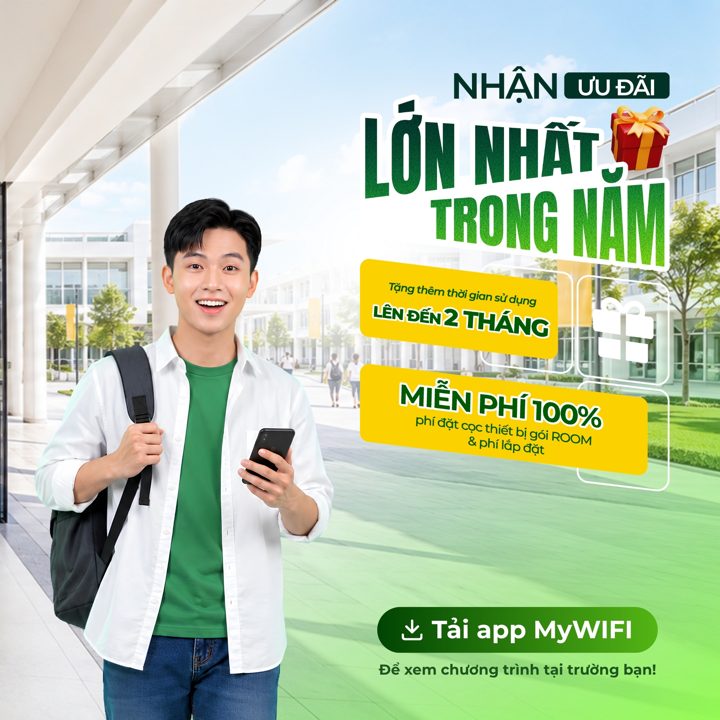 NHẬN ƯU ĐÃI
LỚN NHẤT
TRONG NĂM
Tặng thêm thời gian sử dụng
LÊN ĐẾN 2 THÁNG
MIỄN PHÍ 100%
phí đặt cọc thiết bị gói ROOM
& phí lắp đặt
Tải app MyWIFI
Để xem chương trình tại trường bạn!